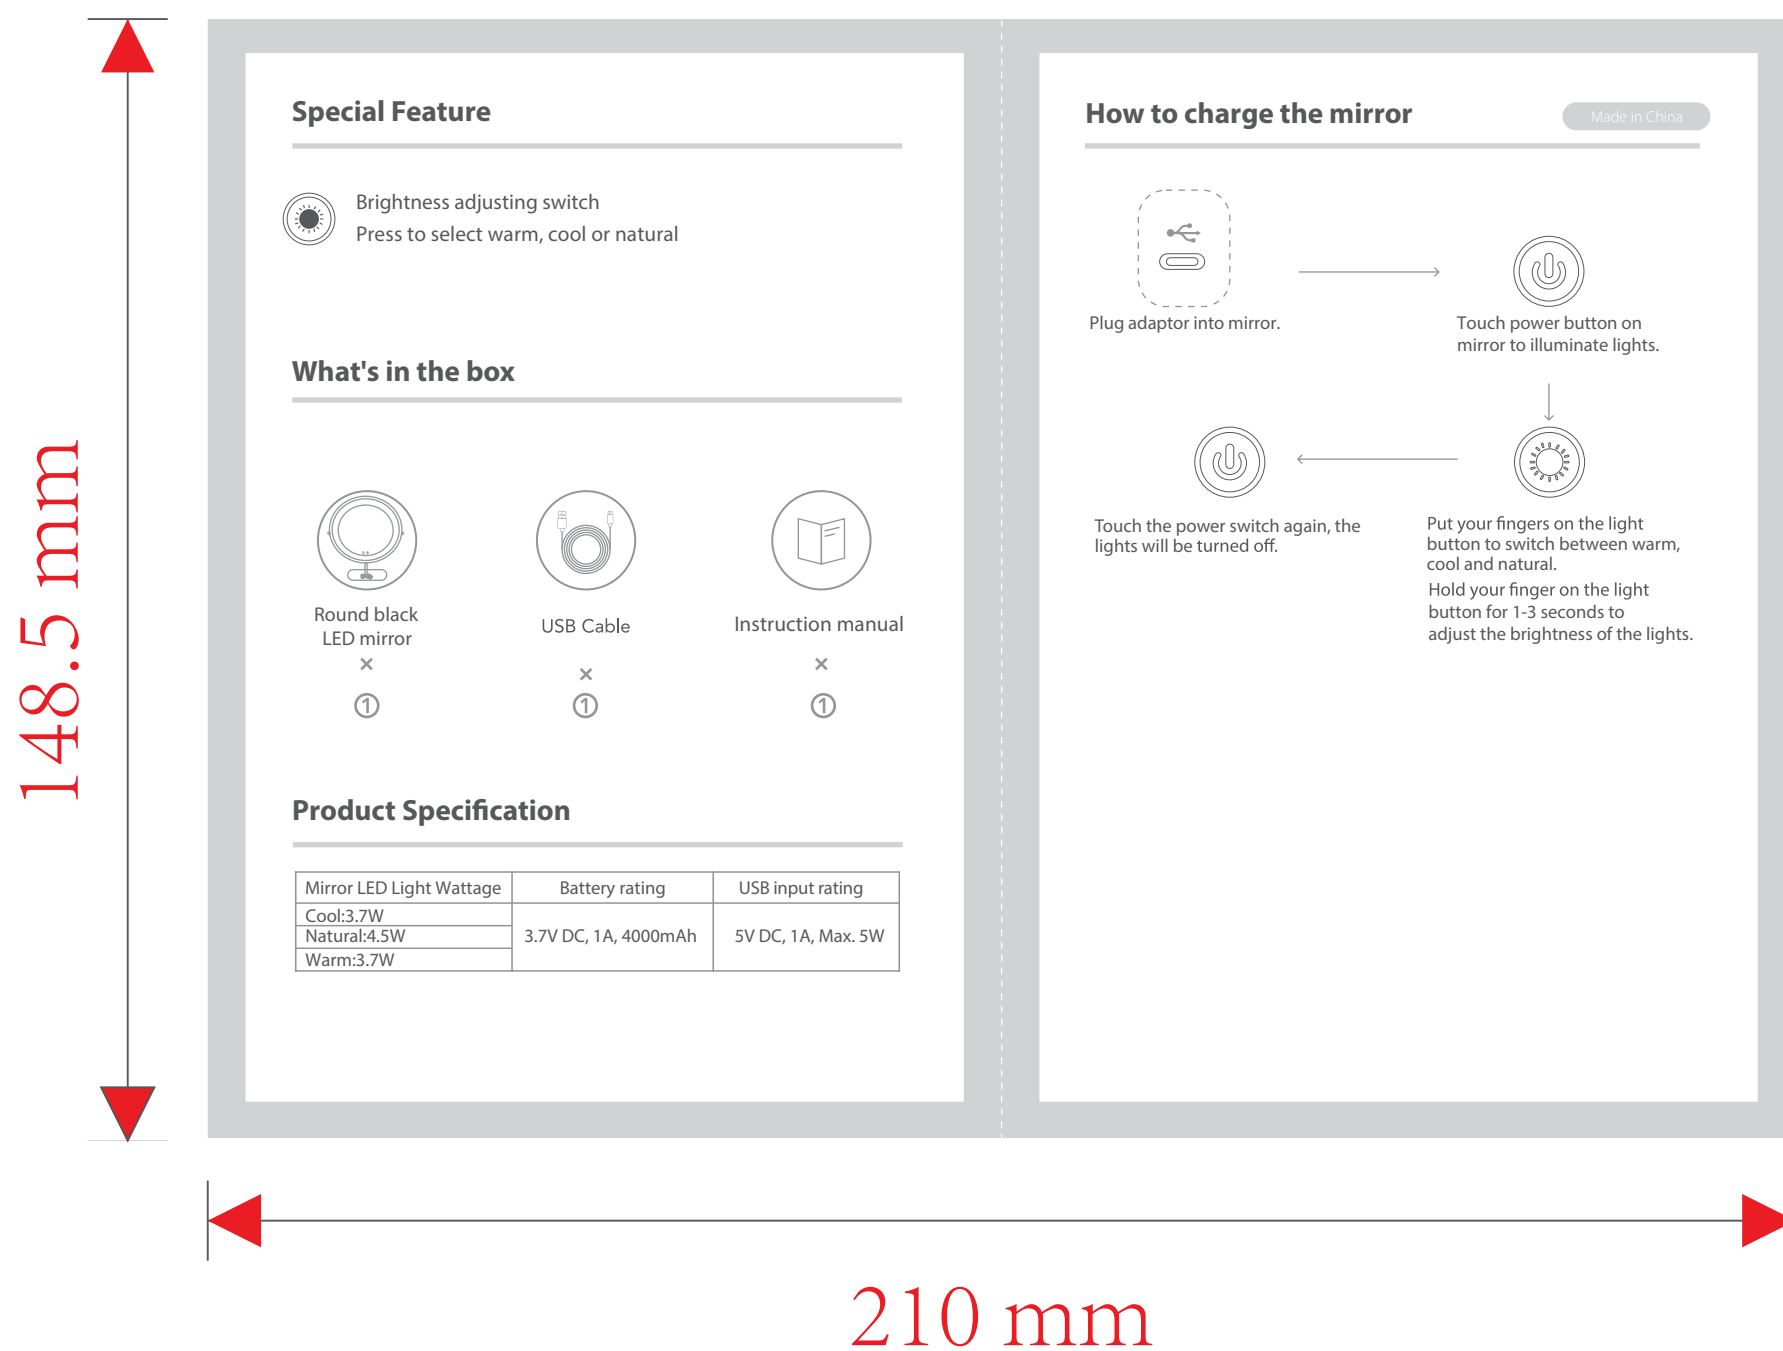 148.5 mm
Special Feature
Brightness adjusting switch
Press to select warm, cool or natural
What's in the box
Round black
LED mirror
×
1
USB Cable
×
1
Instruction manual
×
1
Product Specification
Mirror LED Light Wattage
Battery rating
USB input rating
Cool:3.7W
Natural:4.5W
Warm:3.7W
3.7V DC, 1A, 4000mAh
5V DC, 1A, Max. 5W
How to charge the mirror
Made in China
Plug adaptor into mirror.
Touch power button on
mirror to illuminate lights.
Put your fingers on the light
button to switch between warm,
cool and natural.
Hold your finger on the light
button for 1-3 seconds to
adjust the brightness of the lights.
Touch the power switch again, the
lights will be turned off.
210 mm